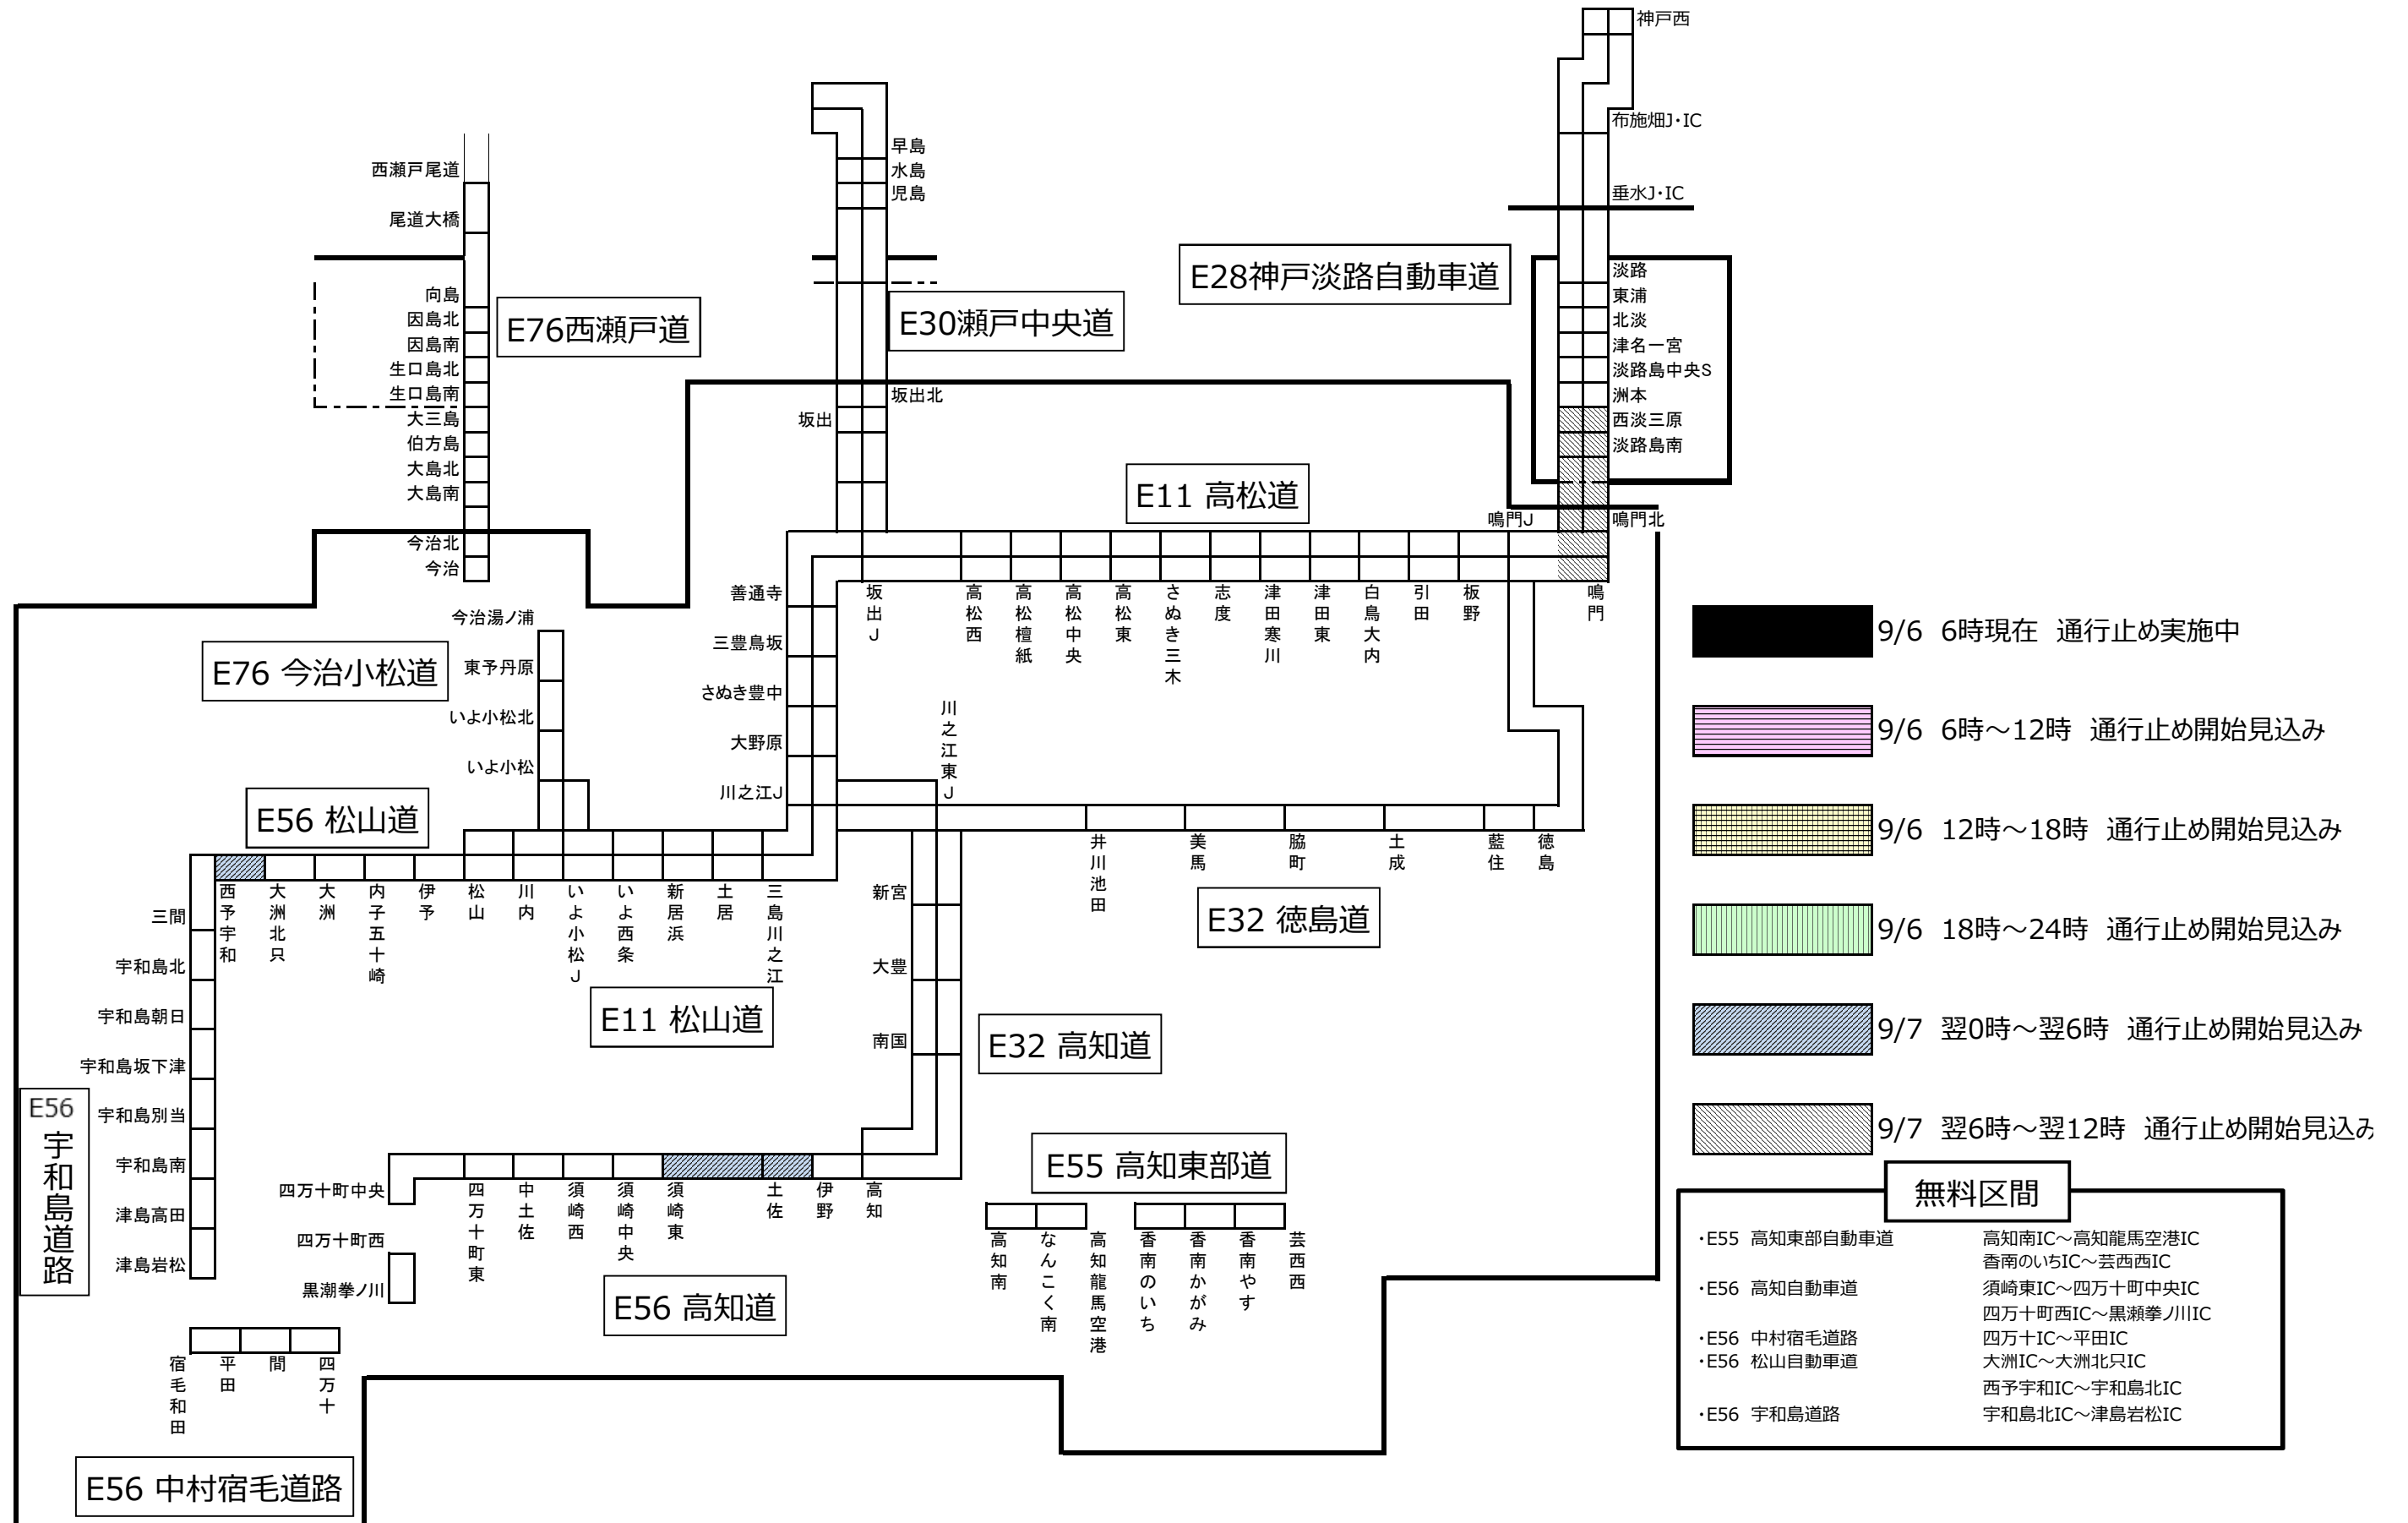 神戸西
布施畑J・IC
垂水J・IC
早島
水島
児島
西瀬戸尾道
尾道大橋
E28神戸淡路自動車道
淡路
東浦
北淡
津名一宮
淡路島中央S
洲本
西淡三原
淡路島南
鳴門北
向島
因島北
因島南
生口島北
生口島南
大三島
伯方島
大島北
大島南
今治北
今治
E76西瀬戸道
E30瀬戸中央道
坂出北
坂出
E11 高松道
鳴門J
善通寺
三豊鳥坂
さぬき豊中
大野原
川之江J
坂出J
高松西
高松檀紙
高松中央
高松東
さぬき三木
志度
津田寒川
津田東
白鳥大内
引田
板野
鳴門
今治湯ノ浦
東予丹原
いよ小松北
いよ小松
E76 今治小松道
川之江東J
E56 松山道
西予宇和
大洲北只
大洲
内子五十崎
伊予
松山
川内
いよ小松J
いよ西条
新居浜
土居
三島川之江
E11 松山道
井川池田
美馬
脇町
土成
藍住
徳島
E32 徳島道
新宮
大豊
南国
E32 高知道
三間
宇和島北
宇和島朝日
宇和島坂下津
宇和島別当
宇和島南
津島高田
津島岩松
E56
宇和島道路
四万十町中央
四万十町西
黒潮拳ノ川
四万十町東
中土佐
須崎西
須崎中央
須崎東
土佐
伊野
高知
E56 高知道
E55 高知東部道
高知南
なんこく南
高知龍馬空港
香南のいち
香南かがみ
香南やす
芸西西
宿毛和田
平田
間
四万十
E56 中村宿毛道路
9/6 6時現在 通行止め実施中
9/6 6時～12時 通行止め開始見込み
9/6 12時～18時 通行止め開始見込み
9/6 18時～24時 通行止め開始見込み
9/7 翌0時～翌6時 通行止め開始見込み
9/7 翌6時～翌12時 通行止め開始見込み
無料区間
・E55 高知東部自動車道 高知南IC～高知龍馬空港IC
香南のいちIC～芸西西IC
・E56 高知自動車道 須崎東IC～四万十町中央IC
四万十町西IC～黒瀬拳ノ川IC
・E56 中村宿毛道路 四万十IC～平田IC
・E56 松山自動車道 大洲IC～大洲北只IC
西予宇和IC～宇和島北IC
・E56 宇和島道路 宇和島北IC～津島岩松IC